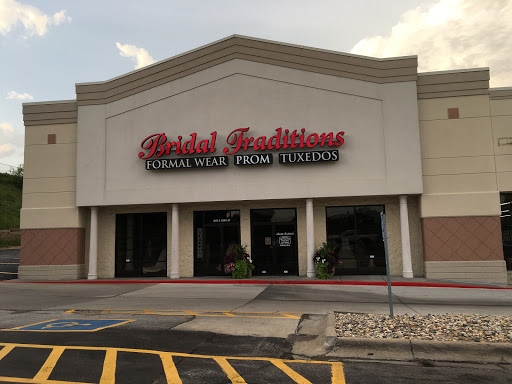 Bridal Traditions
FORMAL WEAR PROM TUXEDOS